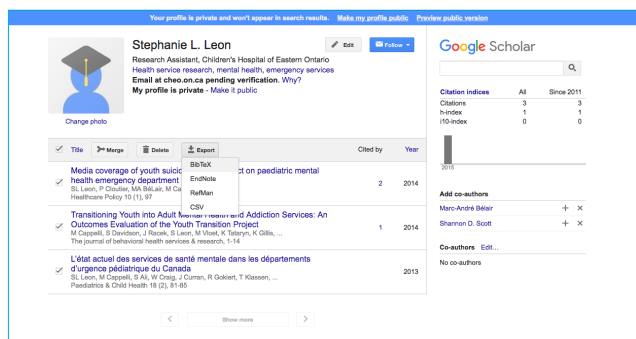 Your profile is private and won't appear in search results. Make my profile public Preview public version
Stephanie L. Leon
Edit
Follow
Research Assistant, Children's Hospital of Eastern Ontario
Health service research, mental health, emergency services
Email at cheo.on.ca pending verification. Why?
My profile is private - Make it public
Change photo
Google Scholar
Citation indices All Since 2011
Citations 3 3
h-index 1 1
i10-index 0 0
2015
Title Merge Delete Export Cited by Year
BibTeX
EndNote
RefMan
CSV
Media coverage of youth suicid ct on paediatric mental
health emergency department
SL Leon, P Cloutier, MA BéLair, M Ca
Healthcare Policy 10 (1), 97
2 2014
Transitioning Youth into Adult Mental Health and Addiction Services: An
Outcomes Evaluation of the Youth Transition Project
M Cappelli, S Davidson, J Racek, S Leon, M Vloet, K Tataryn, K Gillis, ...
The journal of behavioral health services & research, 1-14
1 2014
L'état actuel des services de santé mentale dans les départements
d'urgence pédiatrique du Canada
SL Leon, M Cappelli, S Ali, W Craig, J Curran, R Gokiert, T Klassen, ...
Paediatrics & Child Health 18 (2), 81-85
2013
Show more
Add co-authors
Marc-André Bélair
Shannon D. Scott
Co-authors Edit...
No co-authors